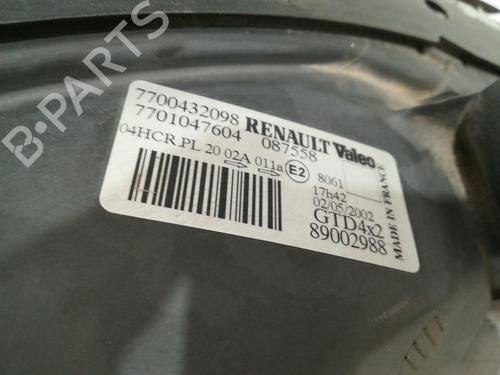 B-PARTS
7700432098 RENAULT Valeo
7701047604 087558
04HCR PL 20 02A 011a E2 8061
17h42
02/05/2002
GTD4x2
89002988
MADE IN FRANCE